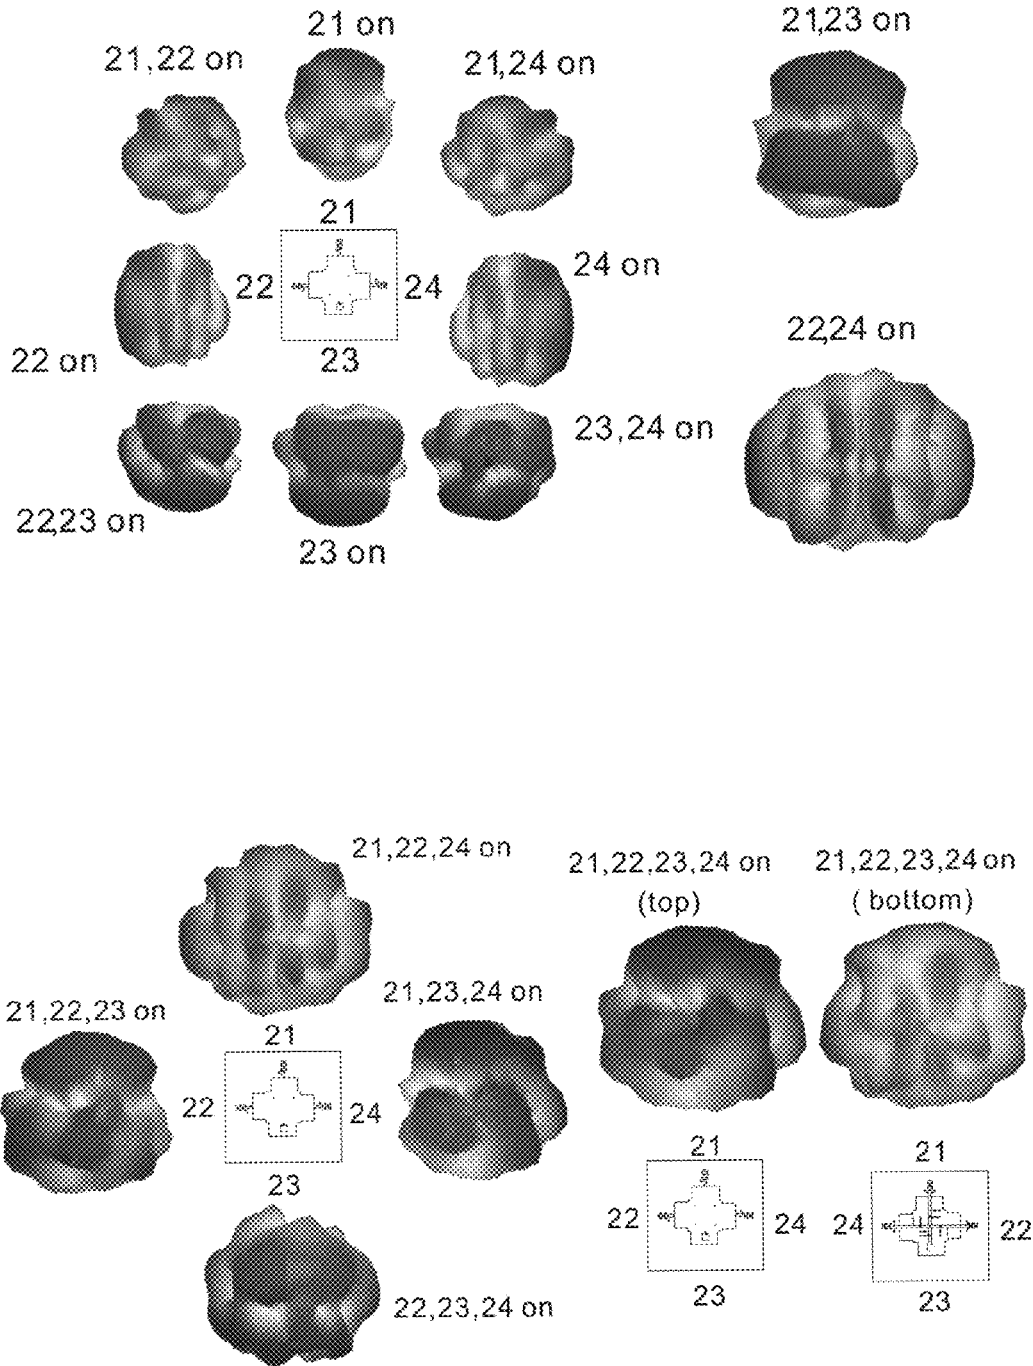 21 on
21,22 on
21,24 on
21,23 on
21
22
24
23
24 on
22 on
22,24 on
23,24 on
22,23 on
23 on
21,22,24 on
21,22,23,24 on
(top)
21,22,23,24 on
( bottom)
21,22,23 on
21,23,24 on
21
22
24
23
22,23,24 on
21
22
24
23
21
24
22
23